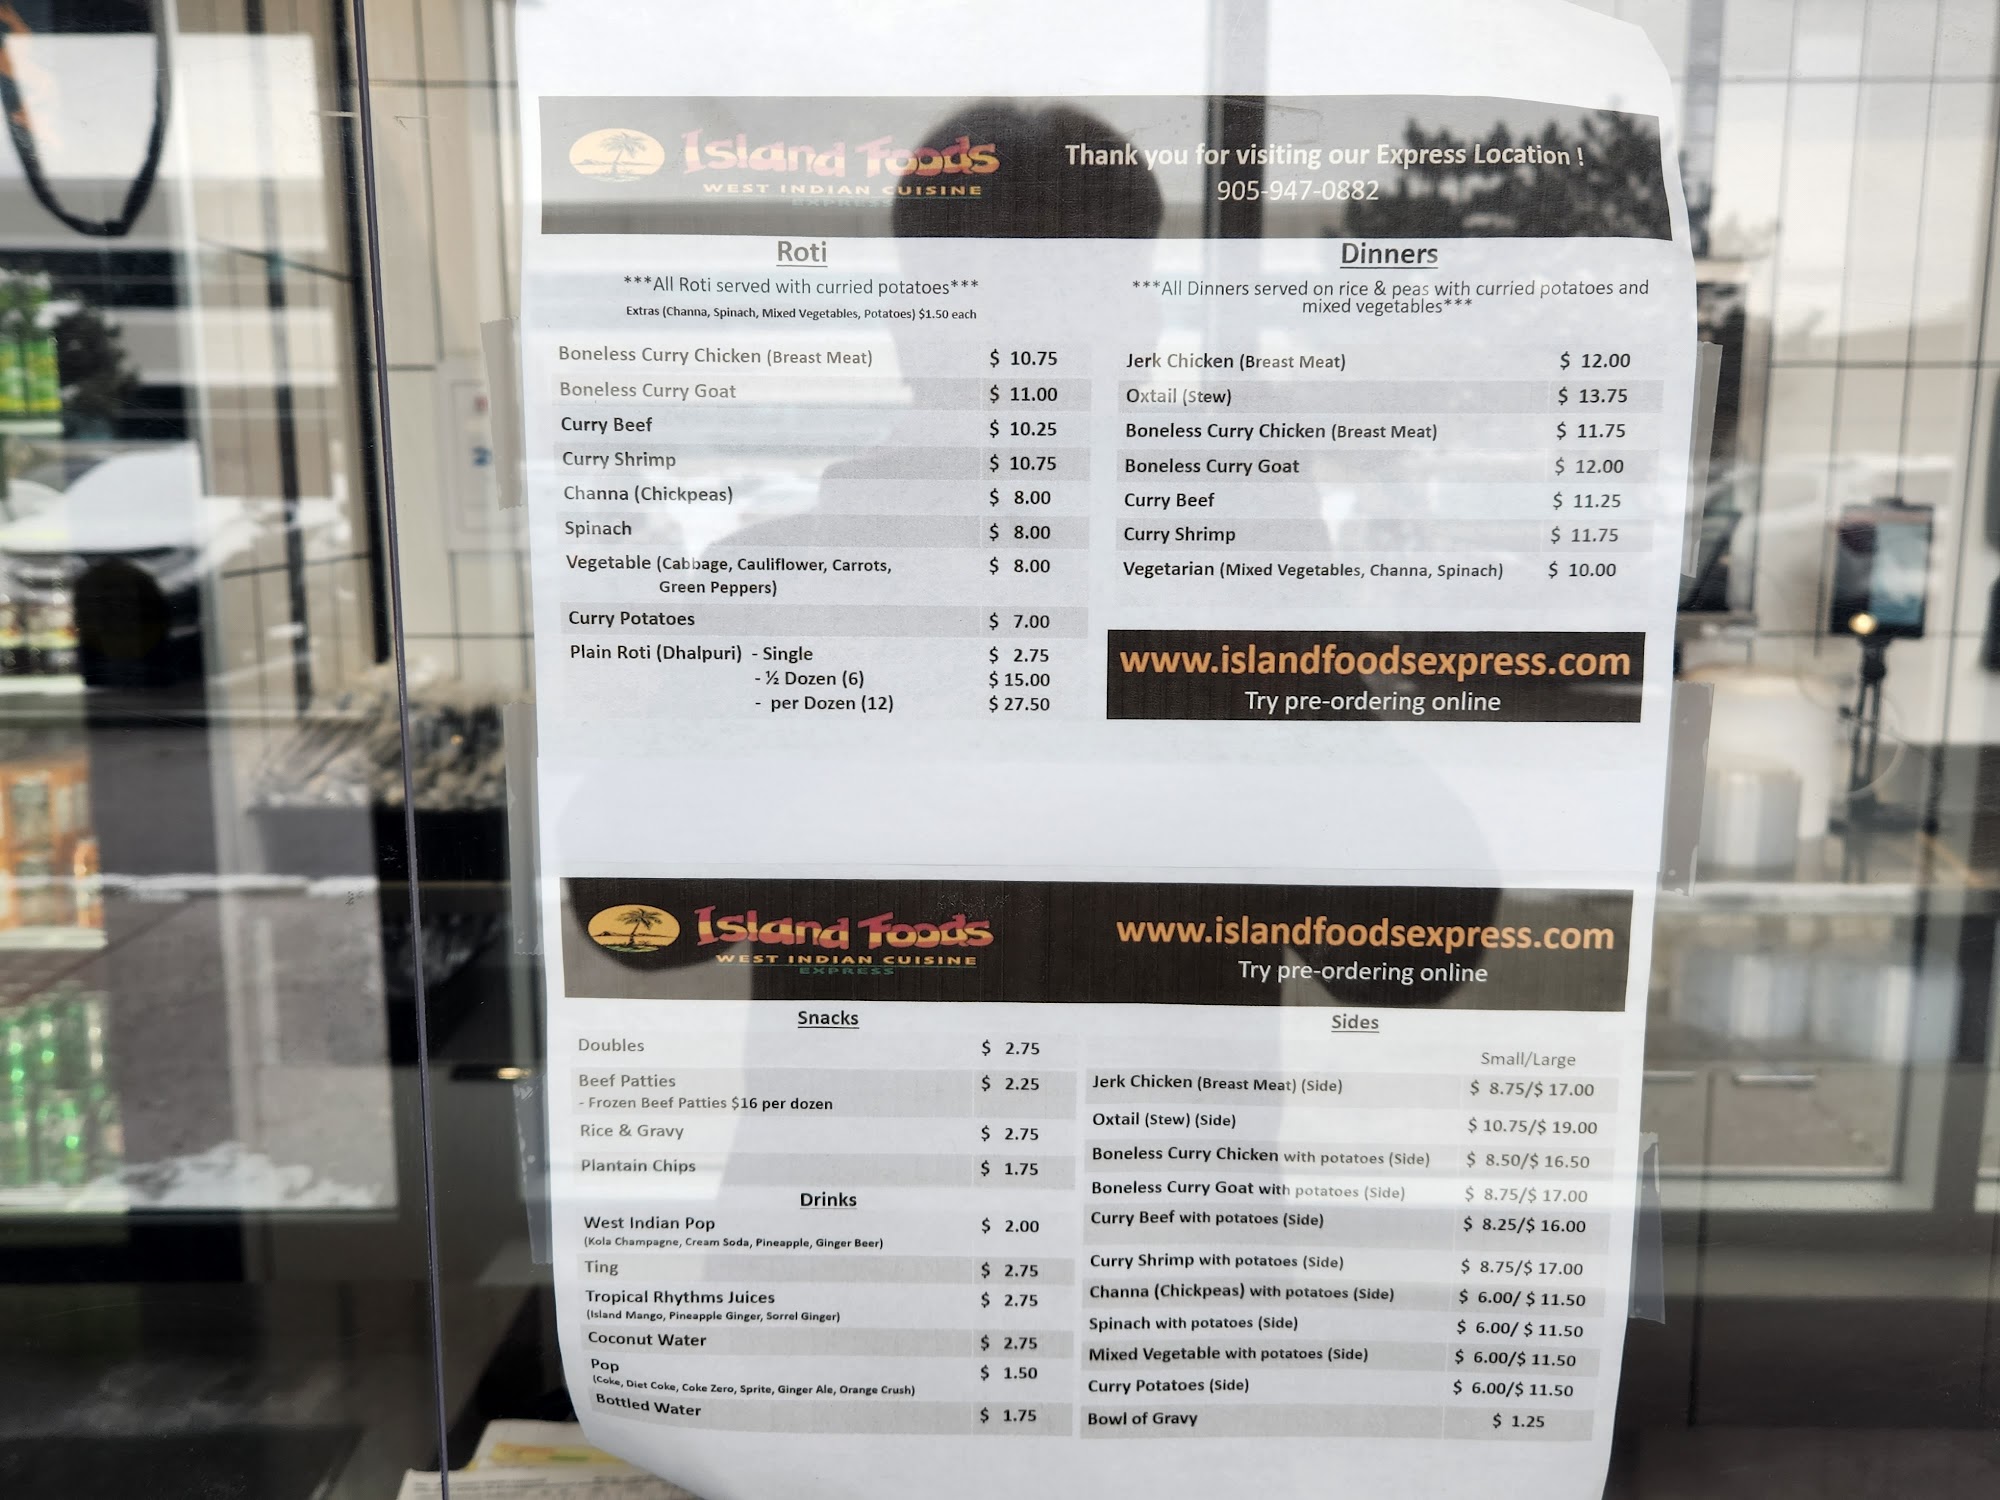 Island Foods
WEST INDIAN CUISINE
EXPRESS
Thank you for visiting our Express Location !
905-947-0882
Roti
***All Roti served with curried potatoes***
Extras (Channa, Spinach, Mixed Vegetables, Potatoes) $1.50 each
Boneless Curry Chicken (Breast Meat) $ 10.75
Boneless Curry Goat $ 11.00
Curry Beef $ 10.25
Curry Shrimp $ 10.75
Channa (Chickpeas) $ 8.00
Spinach $ 8.00
Vegetable (Cabbage, Cauliflower, Carrots, $ 8.00
Green Peppers)
Curry Potatoes $ 7.00
Plain Roti (Dhalpuri) - Single $ 2.75
- ½ Dozen (6) $ 15.00
- per Dozen (12) $ 27.50
Dinners
***All Dinners served on rice & peas with curried potatoes and
mixed vegetables***
Jerk Chicken (Breast Meat) $ 12.00
Oxtail (Stew) $ 13.75
Boneless Curry Chicken (Breast Meat) $ 11.75
Boneless Curry Goat $ 12.00
Curry Beef $ 11.25
Curry Shrimp $ 11.75
Vegetarian (Mixed Vegetables, Channa, Spinach) $ 10.00
www.islandfoodsexpress.com
Try pre-ordering online
Island Foods
WEST INDIAN CUISINE
EXPRESS
www.islandfoodsexpress.com
Try pre-ordering online
Snacks
Doubles $ 2.75
Beef Patties $ 2.25
- Frozen Beef Patties $16 per dozen
Rice & Gravy $ 2.75
Plantain Chips $ 1.75
Drinks
West Indian Pop $ 2.00
(Kola Champagne, Cream Soda, Pineapple, Ginger Beer)
Ting $ 2.75
Tropical Rhythms Juices $ 2.75
(Island Mango, Pineapple Ginger, Sorrel Ginger)
Coconut Water $ 2.75
Pop $ 1.50
(Coke, Diet Coke, Coke Zero, Sprite, Ginger Ale, Orange Crush)
Bottled Water $ 1.75
Sides
Small/Large
Jerk Chicken (Breast Meat) (Side) $ 8.75/$ 17.00
Oxtail (Stew) (Side) $ 10.75/$ 19.00
Boneless Curry Chicken with potatoes (Side) $ 8.50/$ 16.50
Boneless Curry Goat with potatoes (Side) $ 8.75/$ 17.00
Curry Beef with potatoes (Side) $ 8.25/$ 16.00
Curry Shrimp with potatoes (Side) $ 8.75/$ 17.00
Channa (Chickpeas) with potatoes (Side) $ 6.00/ $ 11.50
Spinach with potatoes (Side) $ 6.00/ $ 11.50
Mixed Vegetable with potatoes (Side) $ 6.00/$ 11.50
Curry Potatoes (Side) $ 6.00/$ 11.50
Bowl of Gravy $ 1.25